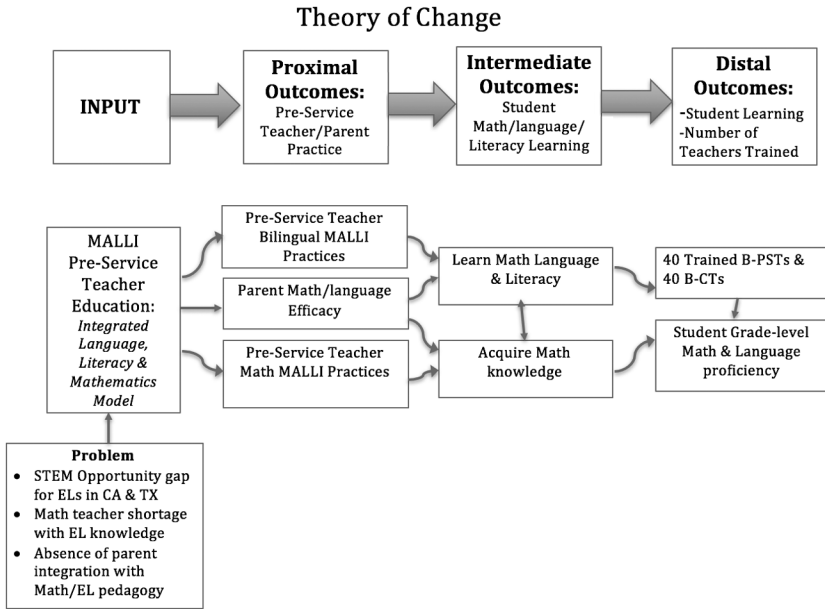 Theory of Change
INPUT
Proximal
Outcomes:
Pre-Service
Teacher/Parent
Practice
Intermediate
Outcomes:
Student
Math/language/
Literacy Learning
Distal
Outcomes:
-Student Learning
-Number of
Teachers Trained
MALLI
Pre-Service
Teacher
Education:
Integrated
Language,
Literacy &
Mathematics
Model
Pre-Service Teacher
Bilingual MALLI
Practices
Parent Math/language
Efficacy
Pre-Service Teacher
Math MALLI Practices
Learn Math Language
& Literacy
Acquire Math
knowledge
40 Trained B-PSTs &
40 B-CTs
Student Grade-level
Math & Language
proficiency
Problem
• STEM Opportunity gap
for ELs in CA & TX
• Math teacher shortage
with EL knowledge
• Absence of parent
integration with
Math/EL pedagogy